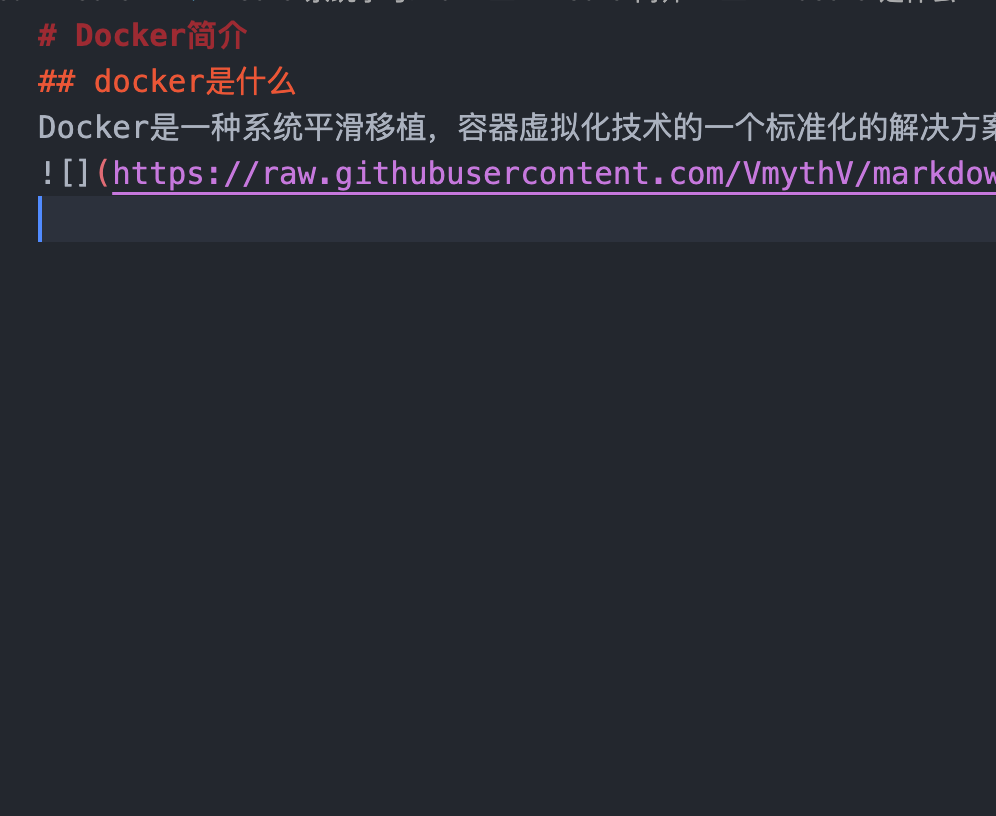 # Docker简介
## docker是什么
Docker是一种系统平滑移植，容器虚拟化技术的一个标准化的解决方案
![](https://raw.githubusercontent.com/VmythV/markdow